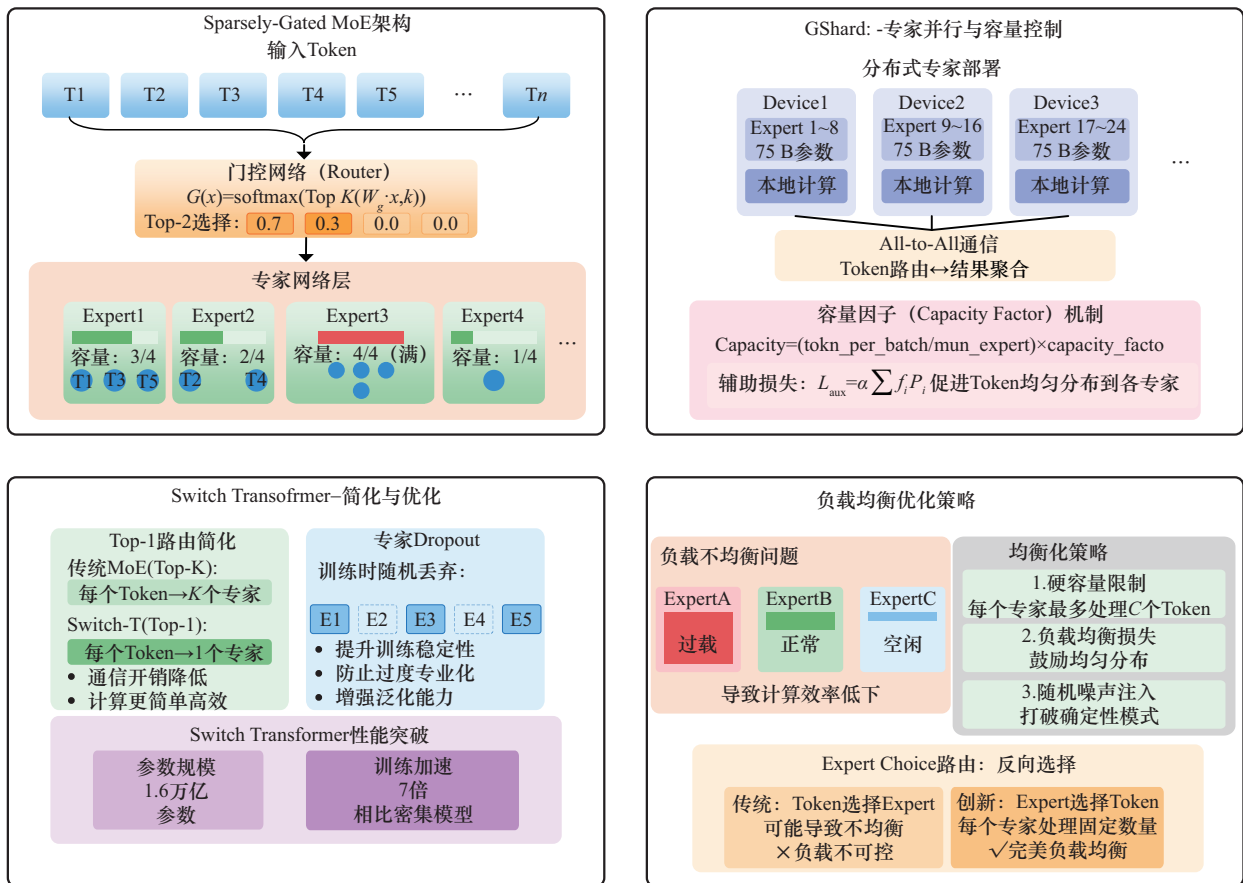 Sparsely-Gated MoE架构
输入Token
T1 T2 T3 T4 T5 … Tn
门控网络（Router）
G(x)=softmax(Top K(W_g·x,k))
Top-2选择： 0.7 0.3 0.0 0.0
专家网络层
Expert1 Expert2 Expert3 Expert4 …
容量：3/4 容量：2/4 容量：4/4（满） 容量：1/4
T1 T3 T5 T2 T4
GShard: -专家并行与容量控制
分布式专家部署
Device1 Device2 Device3
Expert 1~8 Expert 9~16 Expert 17~24
75 B参数 75 B参数 75 B参数 …
本地计算 本地计算 本地计算
All-to-All通信
Token路由↔结果聚合
容量因子（Capacity Factor）机制
Capacity=(tokn_per_batch/mun_expert)×capacity_facto
辅助损失：L_aux=α∑f_iP_i促进Token均匀分布到各专家
Switch Transofrmer–简化与优化
Top-1路由简化
传统MoE(Top-K):
每个Token→K个专家
Switch-T(Top-1):
每个Token→1个专家
• 通信开销降低
• 计算更简单高效
专家Dropout
训练时随机丢弃：
E1 E2 E3 E4 E5
• 提升训练稳定性
• 防止过度专业化
• 增强泛化能力
Switch Transformer性能突破
参数规模
1.6万亿
参数
训练加速
7倍
相比密集模型
负载均衡优化策略
负载不均衡问题
ExpertA ExpertB ExpertC
过载 正常 空闲
导致计算效率低下
均衡化策略
1.硬容量限制
每个专家最多处理C个Token
2.负载均衡损失
鼓励均匀分布
3.随机噪声注入
打破确定性模式
Expert Choice路由：反向选择
传统：Token选择Expert
可能导致不均衡
×负载不可控
创新：Expert选择Token
每个专家处理固定数量
√完美负载均衡